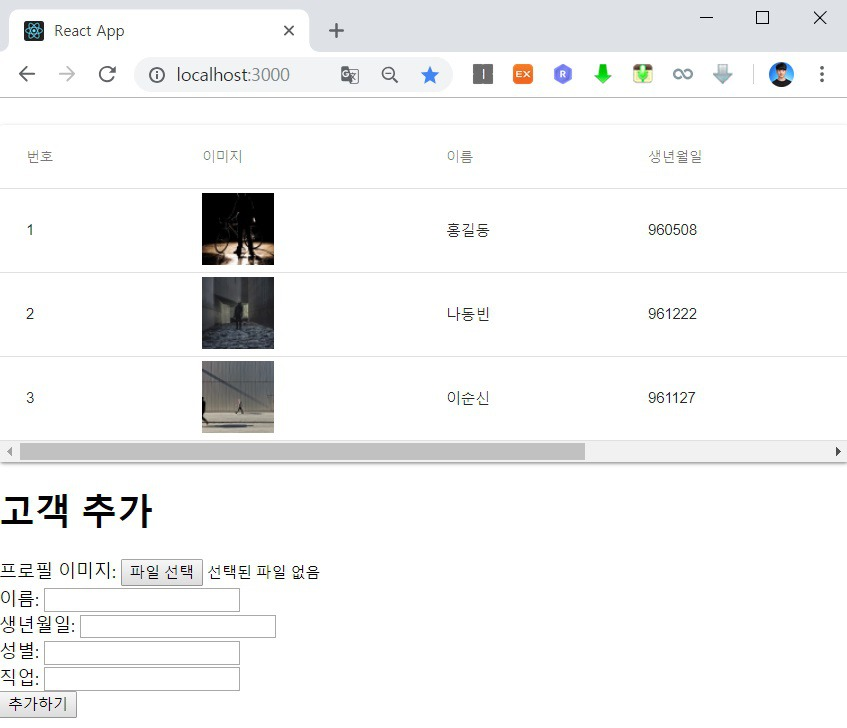 React App
localhost:3000
번호 이미지 이름 생년월일
1 홍길동 960508
2 나동빈 961222
3 이순신 961127
고객 추가
프로필 이미지: 파일 선택 선택된 파일 없음
이름:
생년월일:
성별:
직업:
추가하기